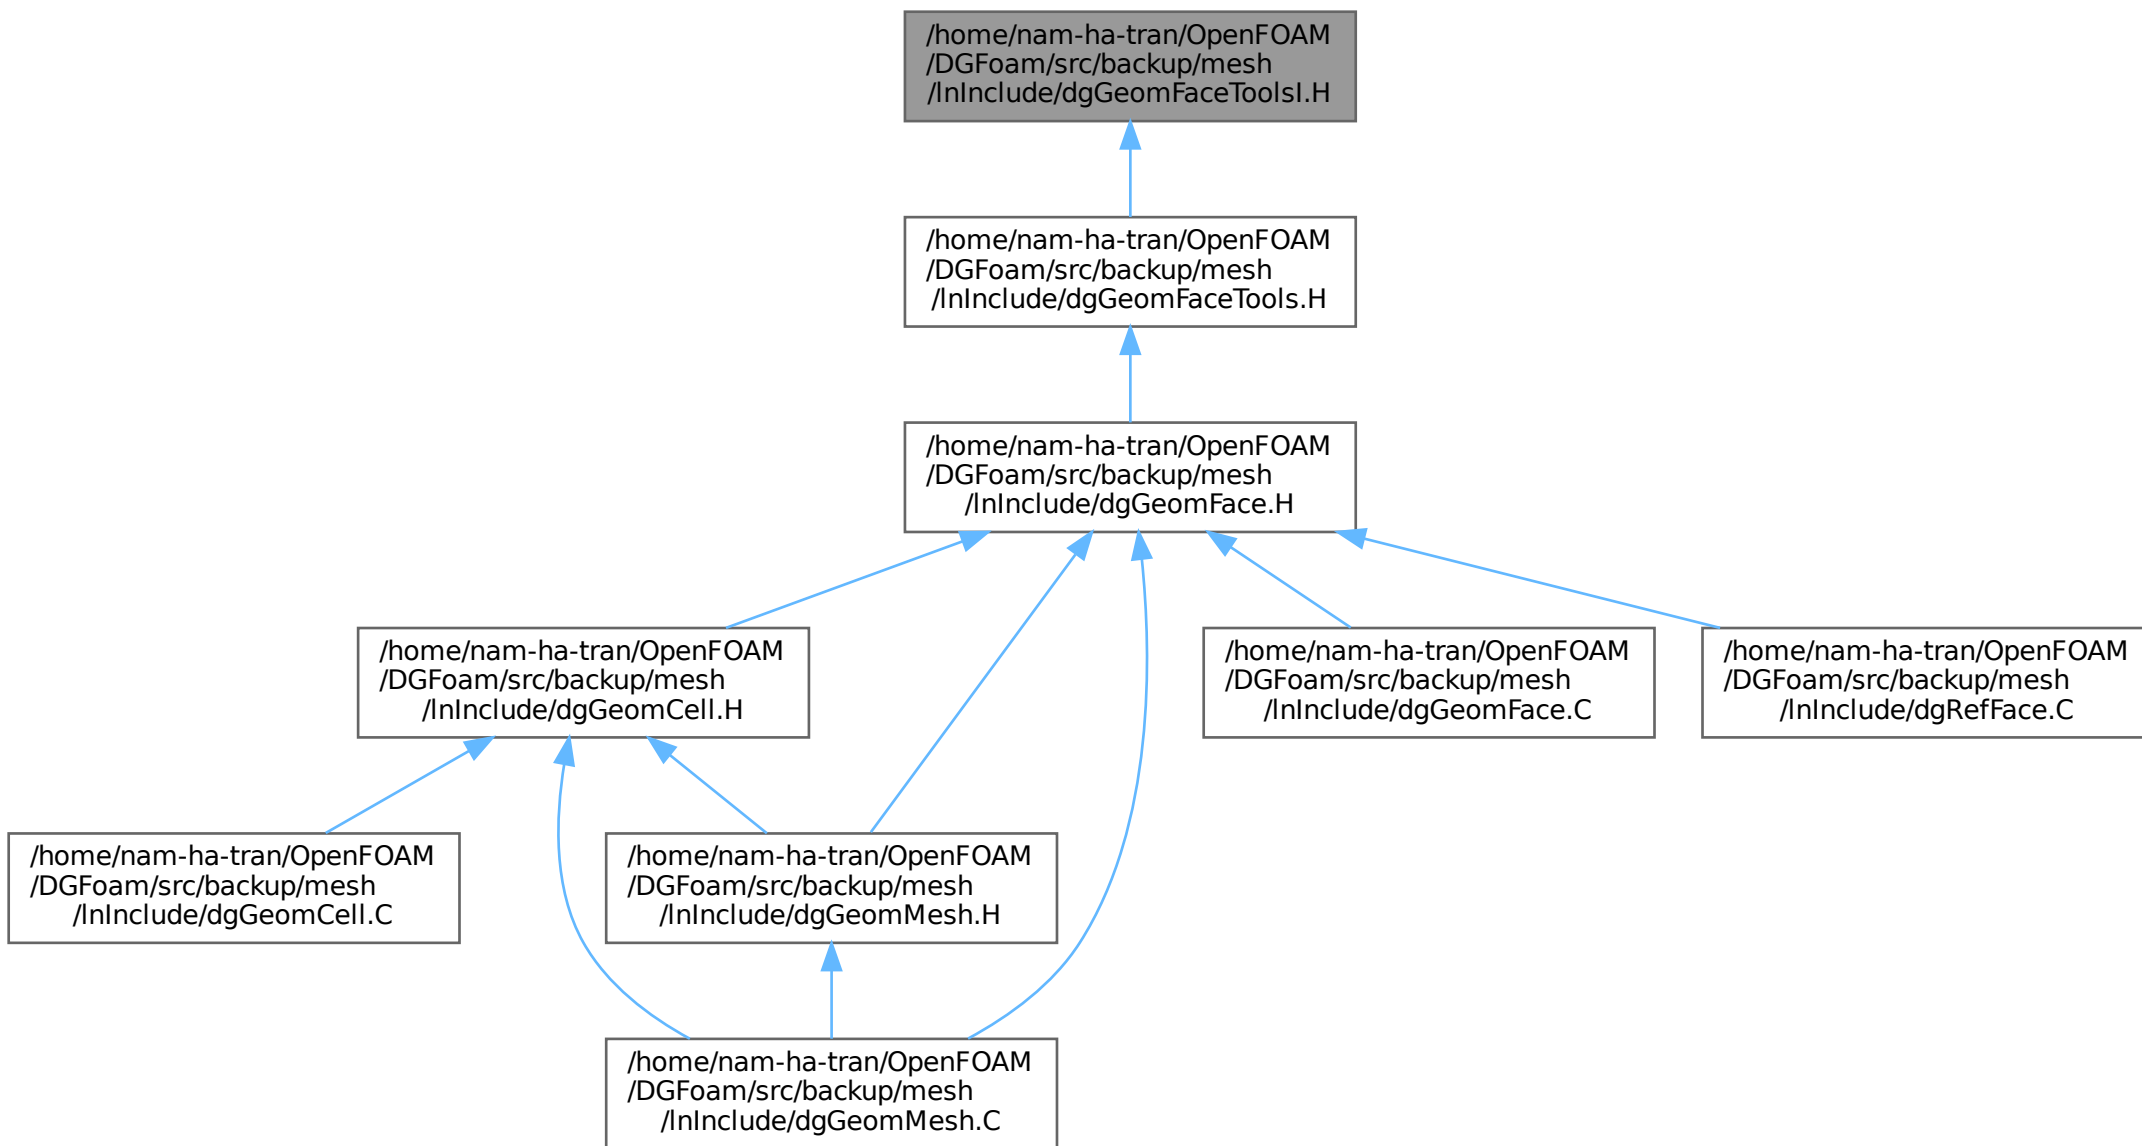 /home/nam-ha-tran/OpenFOAM
/DGFoam/src/backup/mesh
/lnInclude/dgGeomFaceToolsI.H
/home/nam-ha-tran/OpenFOAM
/DGFoam/src/backup/mesh
/lnInclude/dgGeomFaceTools.H
/home/nam-ha-tran/OpenFOAM
/DGFoam/src/backup/mesh
/lnInclude/dgGeomFace.H
/home/nam-ha-tran/OpenFOAM
/DGFoam/src/backup/mesh
/lnInclude/dgGeomCell.H
/home/nam-ha-tran/OpenFOAM
/DGFoam/src/backup/mesh
/lnInclude/dgGeomFace.C
/home/nam-ha-tran/OpenFOAM
/DGFoam/src/backup/mesh
/lnInclude/dgRefFace.C
/home/nam-ha-tran/OpenFOAM
/DGFoam/src/backup/mesh
/lnInclude/dgGeomCell.C
/home/nam-ha-tran/OpenFOAM
/DGFoam/src/backup/mesh
/lnInclude/dgGeomMesh.H
/home/nam-ha-tran/OpenFOAM
/DGFoam/src/backup/mesh
/lnInclude/dgGeomMesh.C